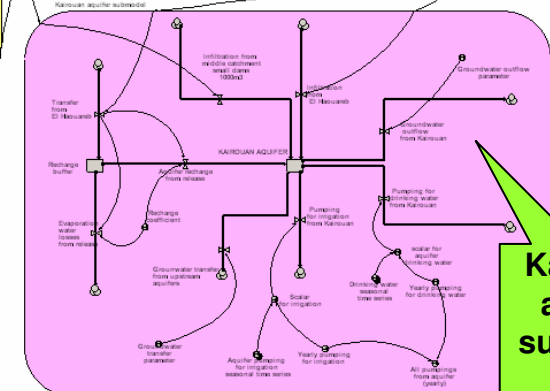 Kairouan aquifer submodel
Infiltration from
middle catchment
small dams
1000m3
Infiltration
from
El Haouareb
Groundwater outflow
parameter
Transfer
from
El Haouareb
Groundwater
outflow
from Kairouan
KAIROUAN AQUIFER
Recharge
buffer
Aquifer recharge
from release
Pumping for
drinking water
from Kairouan
Recharge
coefficient
Pumping
for irrigation
from Kairouan
Evaporation
water
losses
from release
scalar for
aquifer
drinking water
Grounwater transfer
from upstream
aquifers
Drinking water
seasonal
time series
Yearly pumping
for drinking water
Scalar
for irrigation
Groundwater
transfer
parameter
Aquifer pumping
for irrigation
seasonal time series
Yearly pumping
for irrigation
All pumpings
from aquifer
(yearly)
Ka
a
su